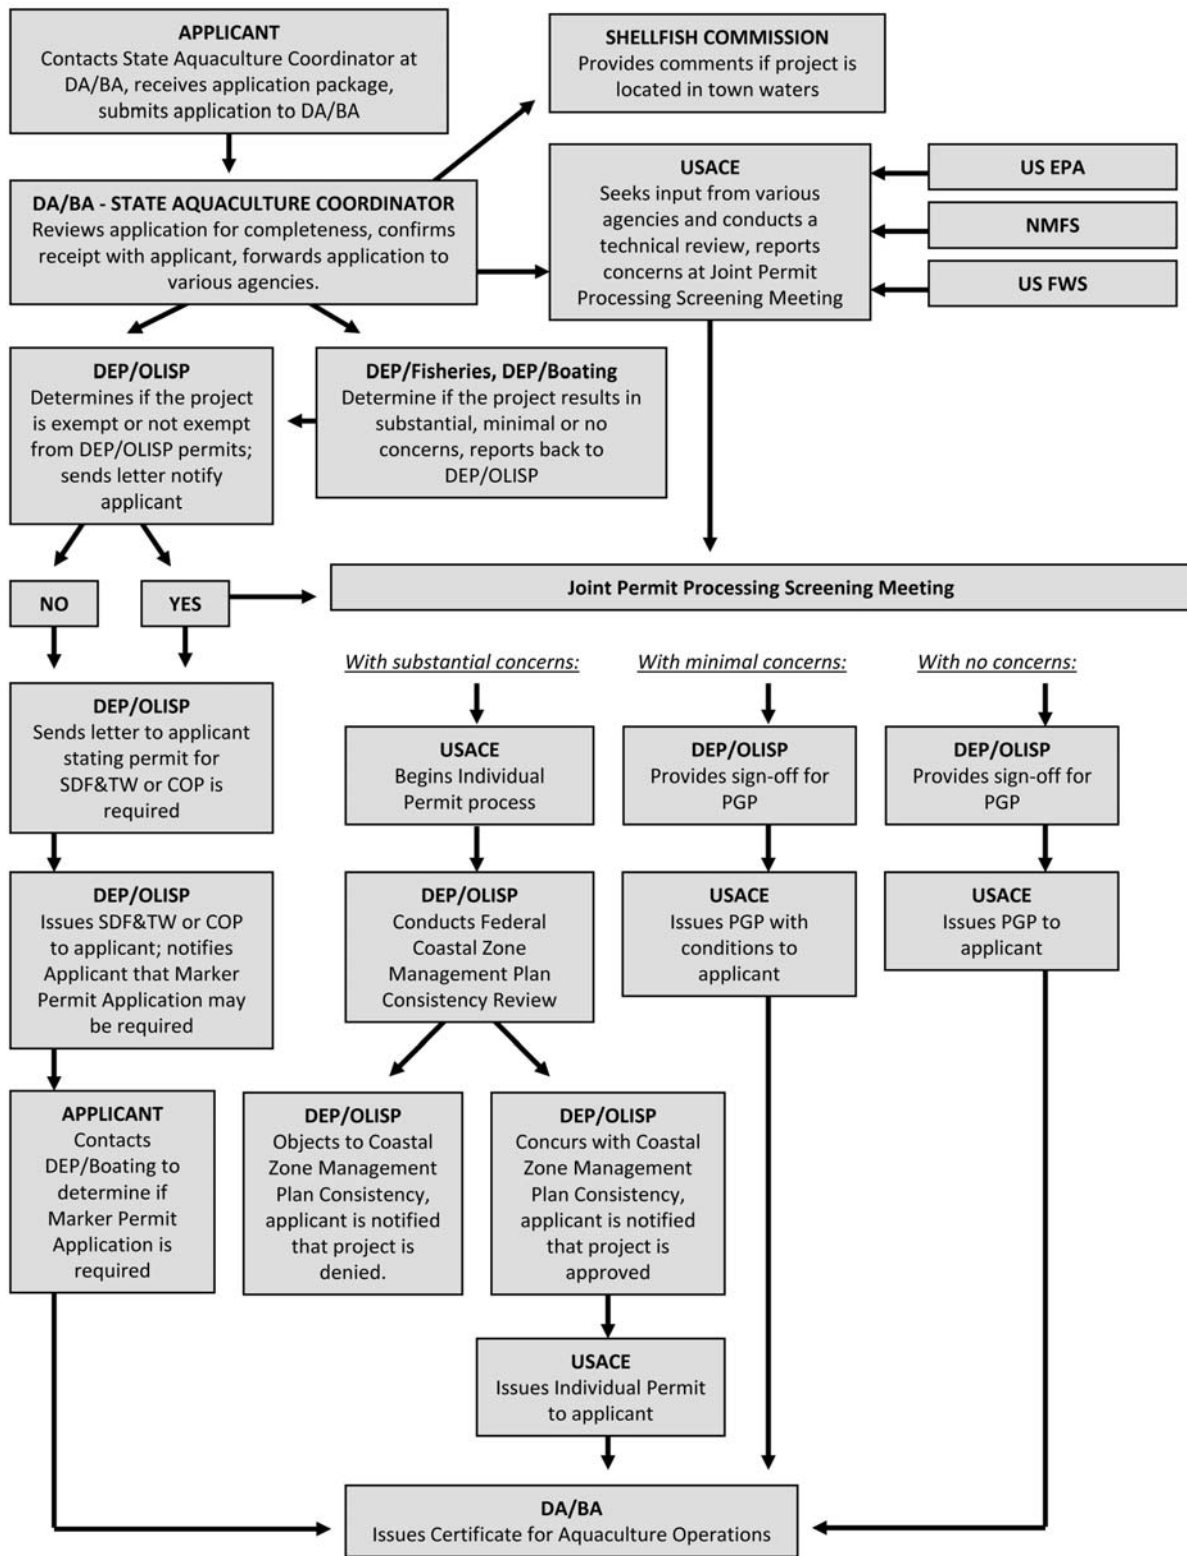 APPLICANT
Contacts State Aquaculture Coordinator at
DA/BA, receives application package,
submits application to DA/BA
SHELLFISH COMMISSION
Provides comments if project is
located in town waters
DA/BA - STATE AQUACULTURE COORDINATOR
Reviews application for completeness, confirms
receipt with applicant, forwards application to
various agencies.
USACE
Seeks input from various
agencies and conducts a
technical review, reports
concerns at Joint Permit
Processing Screening Meeting
US EPA
NMFS
US FWS
DEP/OLISP
Determines if the project
is exempt or not exempt
from DEP/OLISP permits;
sends letter notify
applicant
DEP/Fisheries, DEP/Boating
Determine if the project results in
substantial, minimal or no
concerns, reports back to
DEP/OLISP
NO
YES
Joint Permit Processing Screening Meeting
DEP/OLISP
Sends letter to applicant
stating permit for
SDF&TW or COP is
required
DEP/OLISP
Issues SDF&TW or COP
to applicant; notifies
Applicant that Marker
Permit Application may
be required
APPLICANT
Contacts
DEP/Boating to
determine if
Marker Permit
Application is
required
With substantial concerns:
USACE
Begins Individual
Permit process
DEP/OLISP
Conducts Federal
Coastal Zone
Management Plan
Consistency Review
DEP/OLISP
Objects to Coastal
Zone Management
Plan Consistency,
applicant is notified
that project is
denied.
DEP/OLISP
Concurs with Coastal
Zone Management
Plan Consistency,
applicant is notified
that project is
approved
USACE
Issues Individual Permit
to applicant
With minimal concerns:
DEP/OLISP
Provides sign-off for
PGP
USACE
Issues PGP with
conditions to
applicant
With no concerns:
DEP/OLISP
Provides sign-off for
PGP
USACE
Issues PGP to
applicant
DA/BA
Issues Certificate for Aquaculture Operations